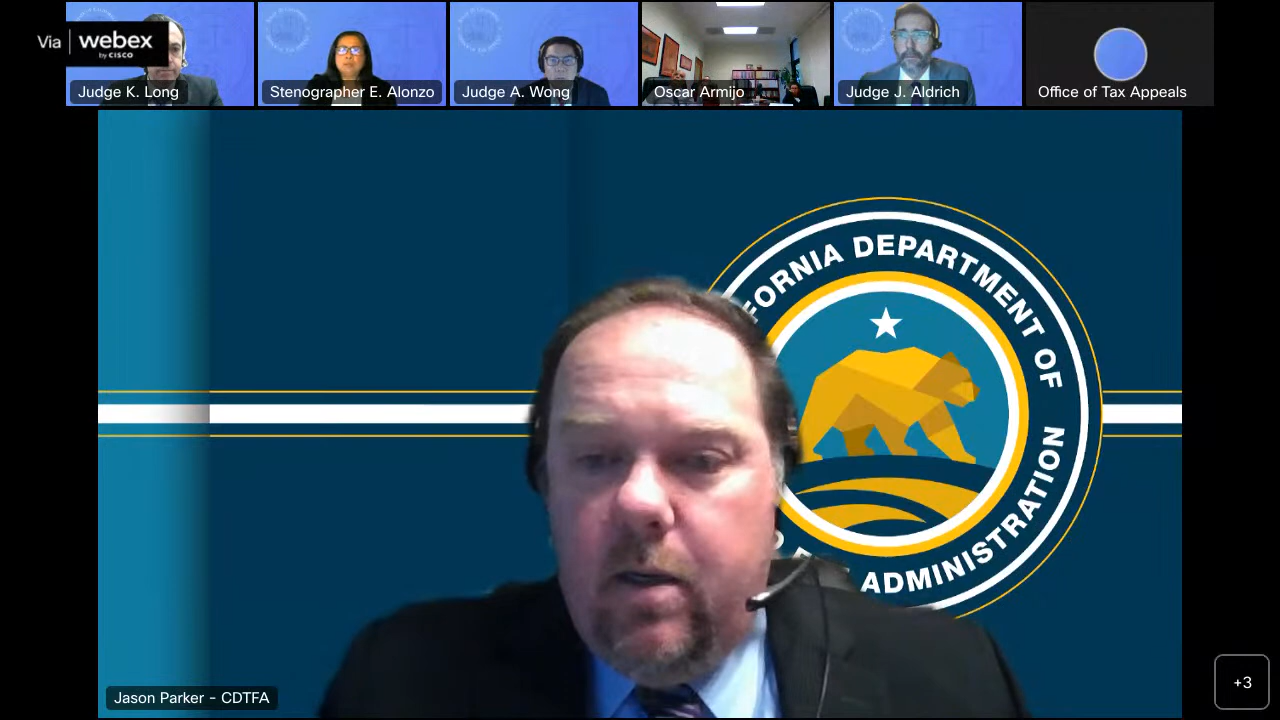 Via webex
by CISCO
Judge K. Long
Stenographer E. Alonzo
Judge A. Wong
Oscar Armijo
Judge J. Aldrich
Office of Tax Appeals
FORNIA DEPARTMENT OF
ADMINISTRATION
Jason Parker - CDTFA
+3